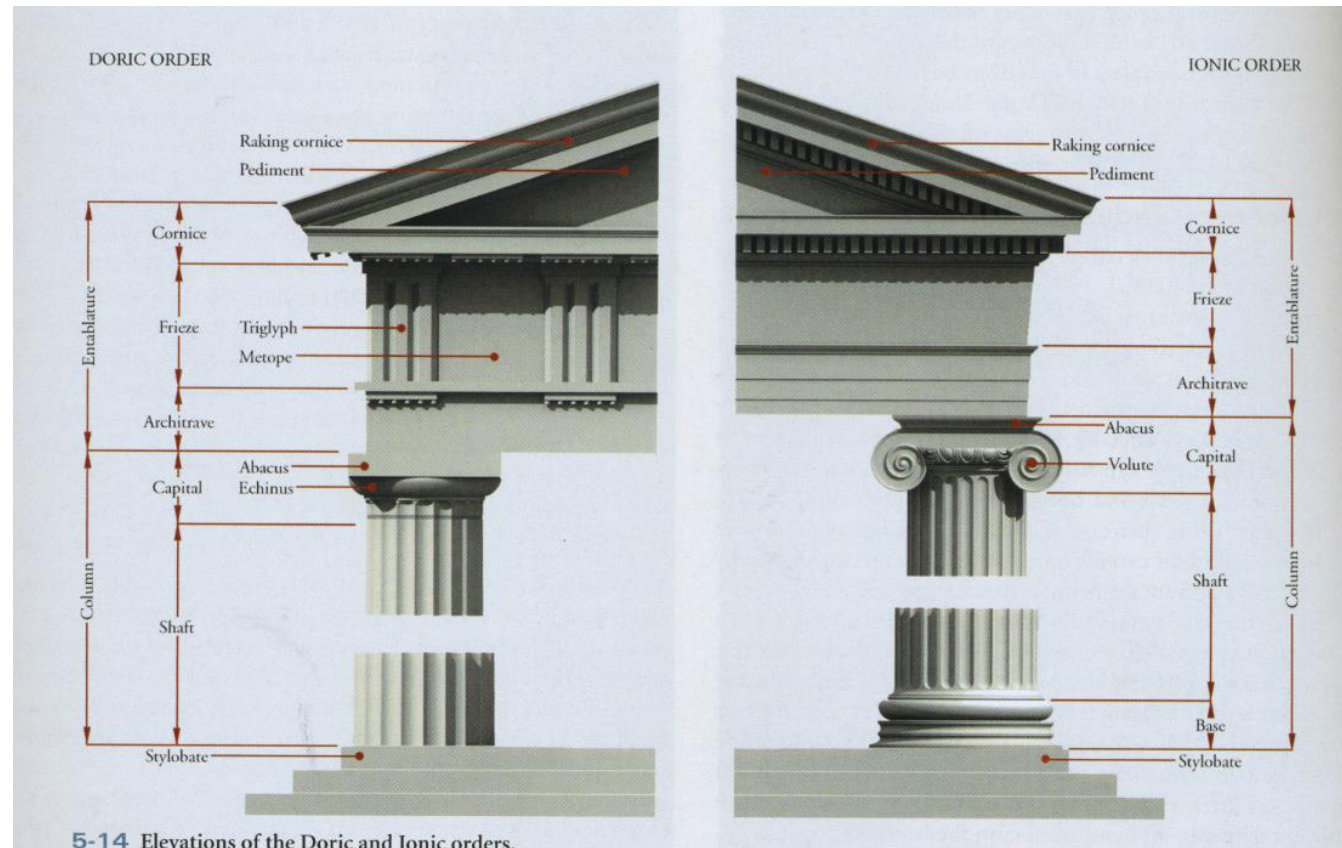 DORIC ORDER
Raking cornice
Pediment
Cornice
Entablature
Frieze
Triglyph
Metope
Architrave
Abacus
Capital
Echinus
Column
Shaft
Stylobate
IONIC ORDER
Raking cornice
Pediment
Cornice
Entablature
Frieze
Architrave
Abacus
Capital
Volute
Shaft
Column
Base
Stylobate
5-14 Elevations of the Doric and Ionic orders.